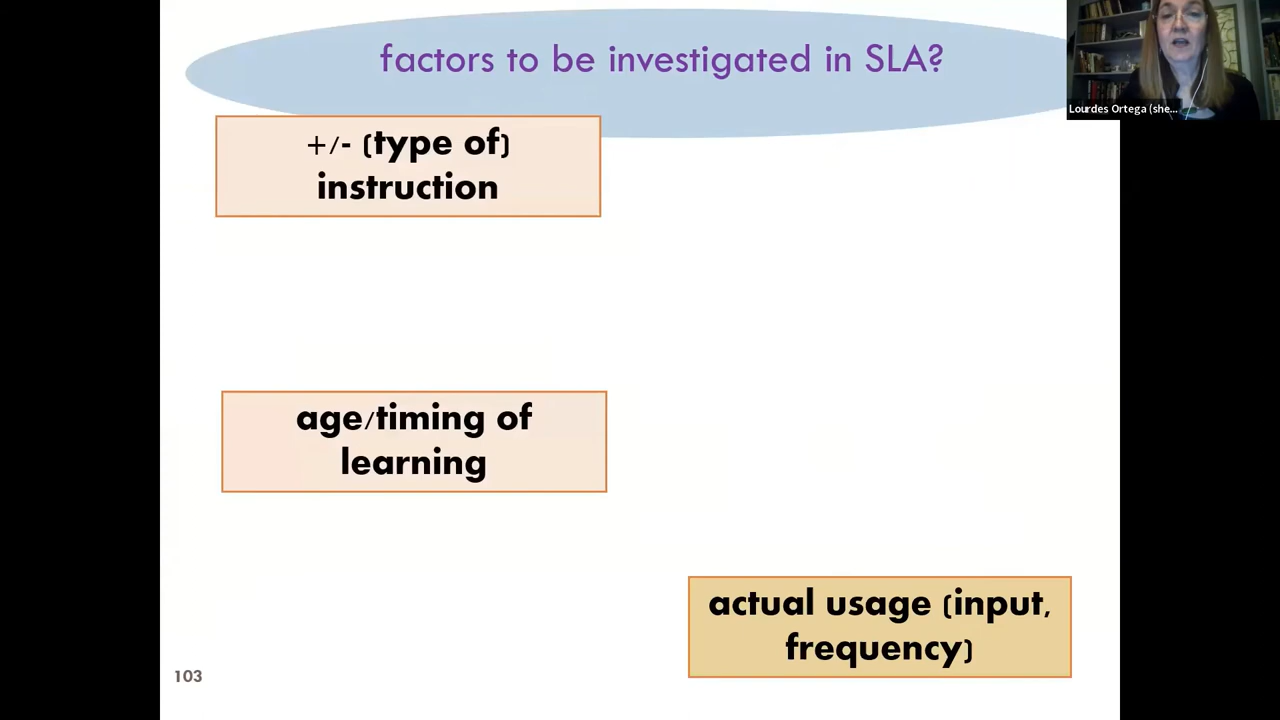 factors to be investigated in SLA?
Lourdes Ortega (she...
+/- (type of)
instruction
age/timing of
learning
actual usage (input,
frequency)
103